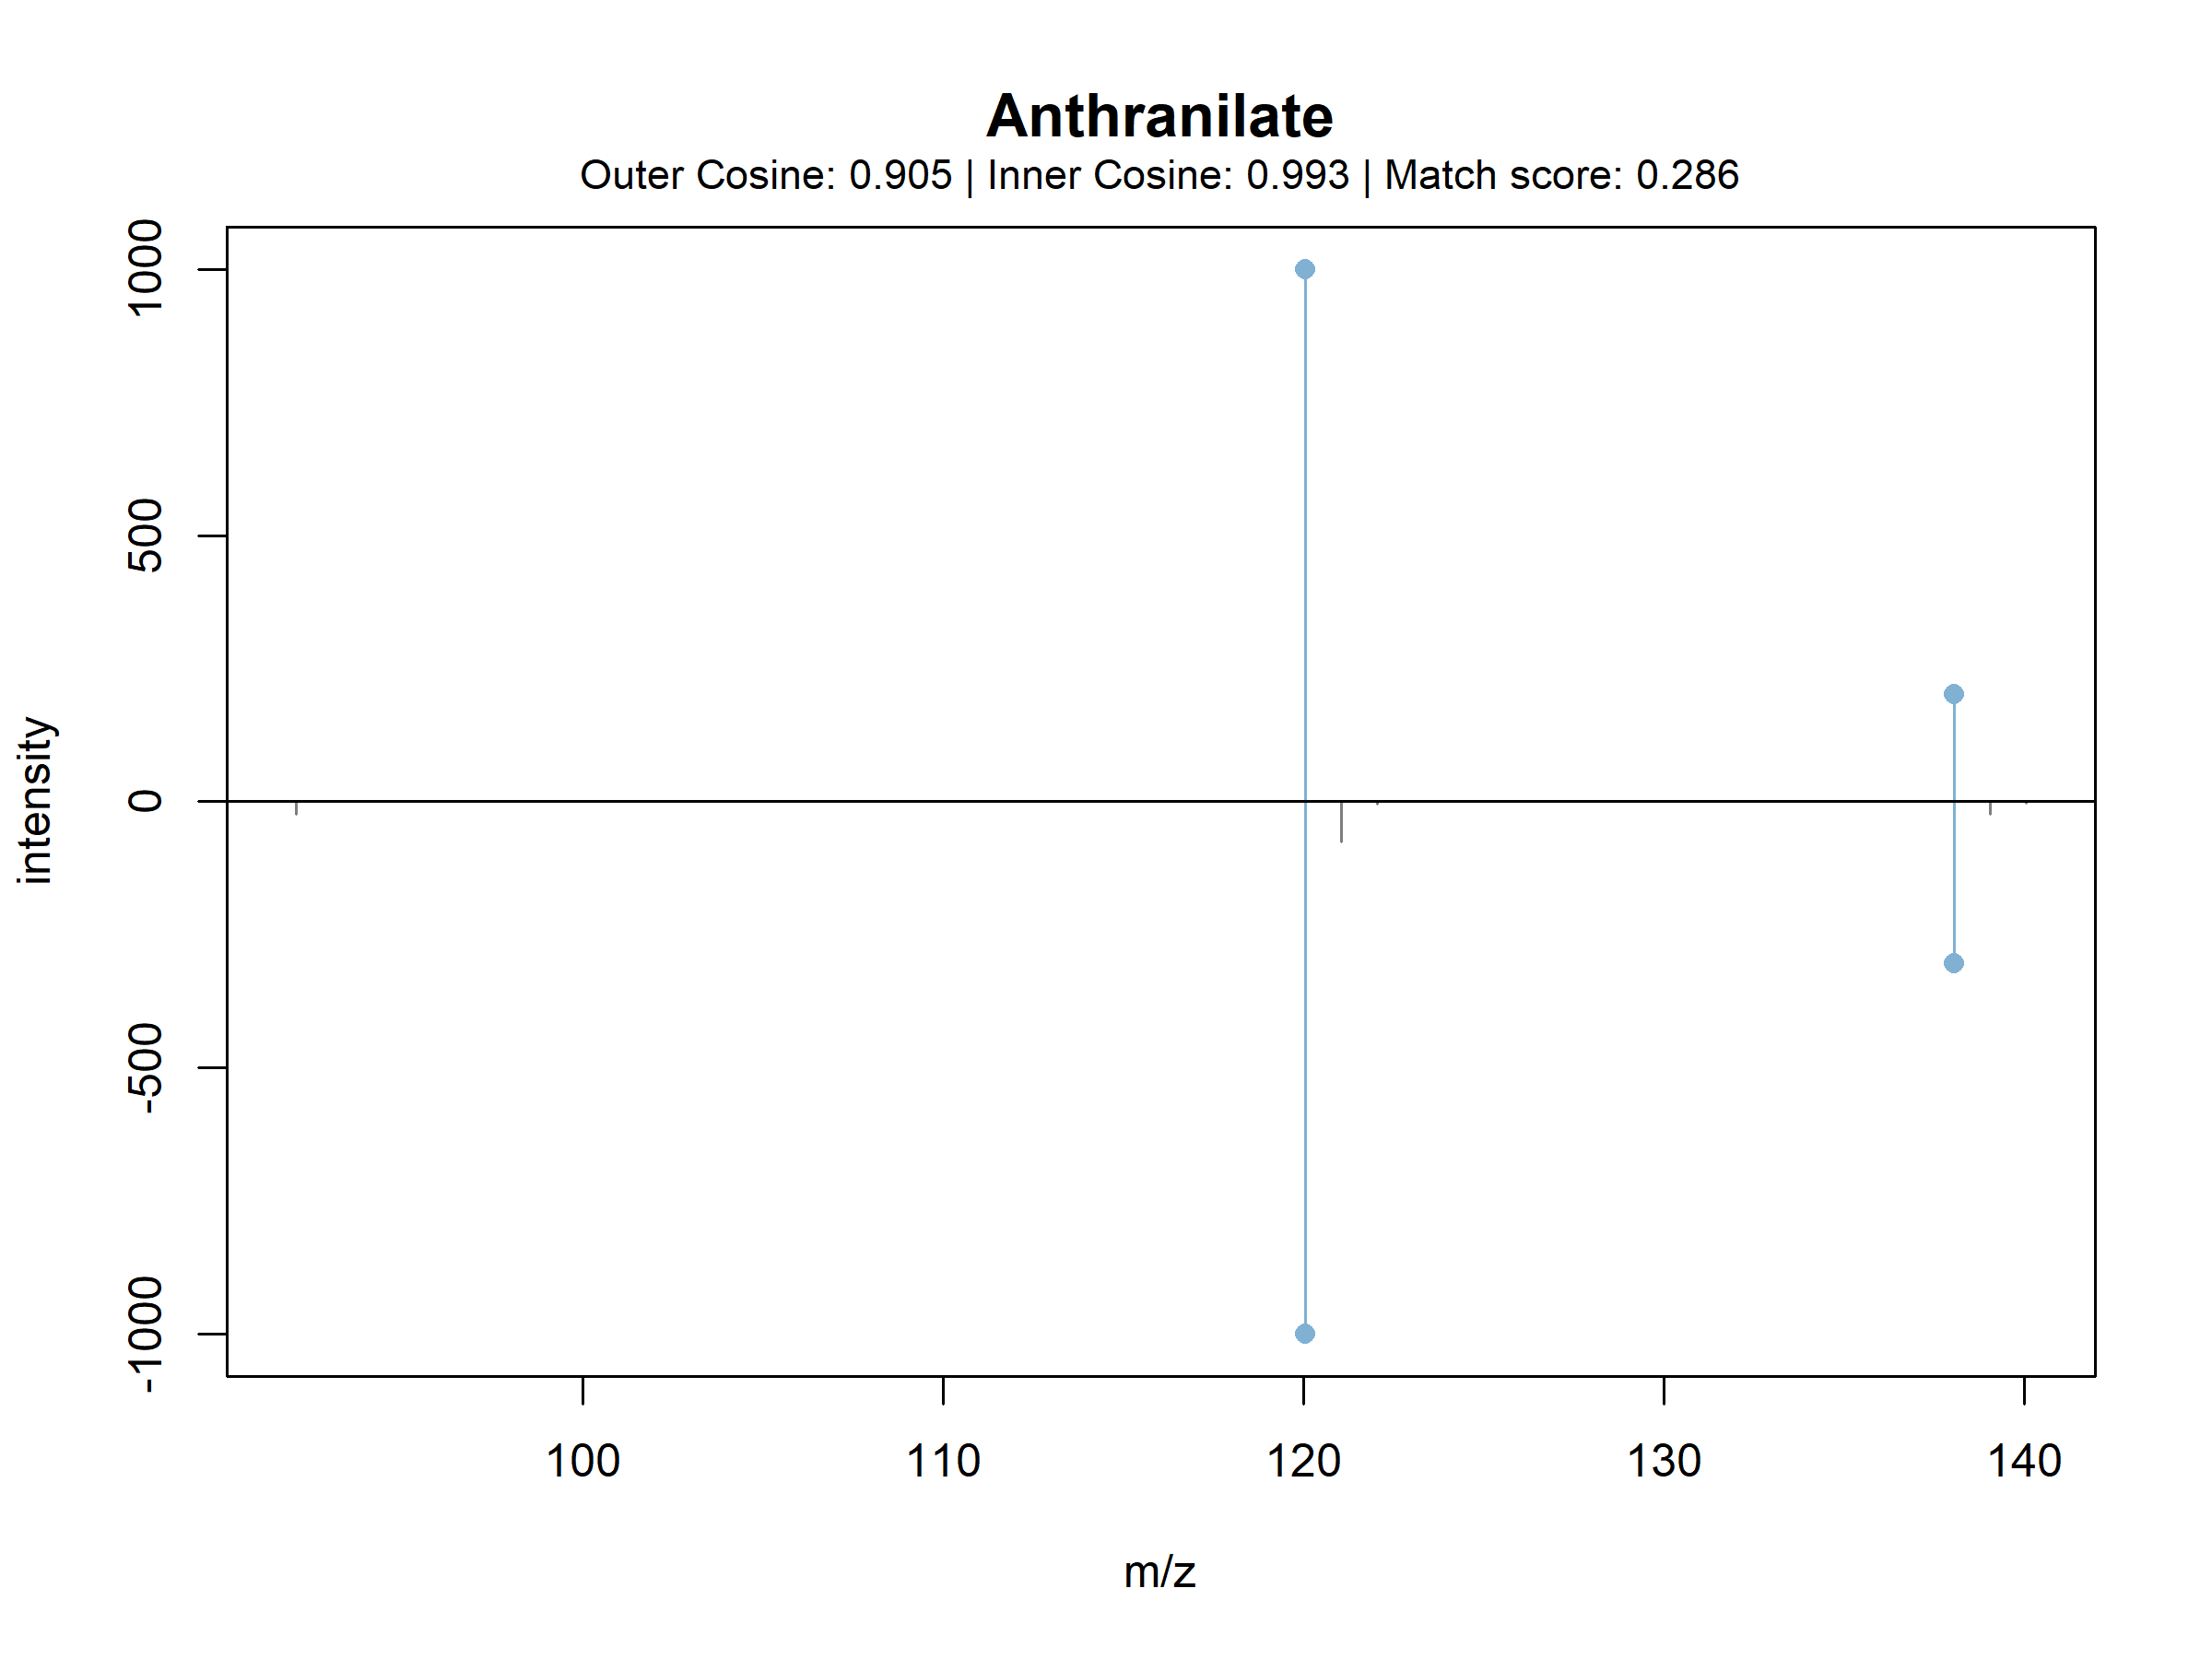 Anthranilate
Outer Cosine: 0.905 | Inner Cosine: 0.993 | Match score: 0.286
1000
500
0
-500
-1000
intensity
100 110 120 130 140
m/z